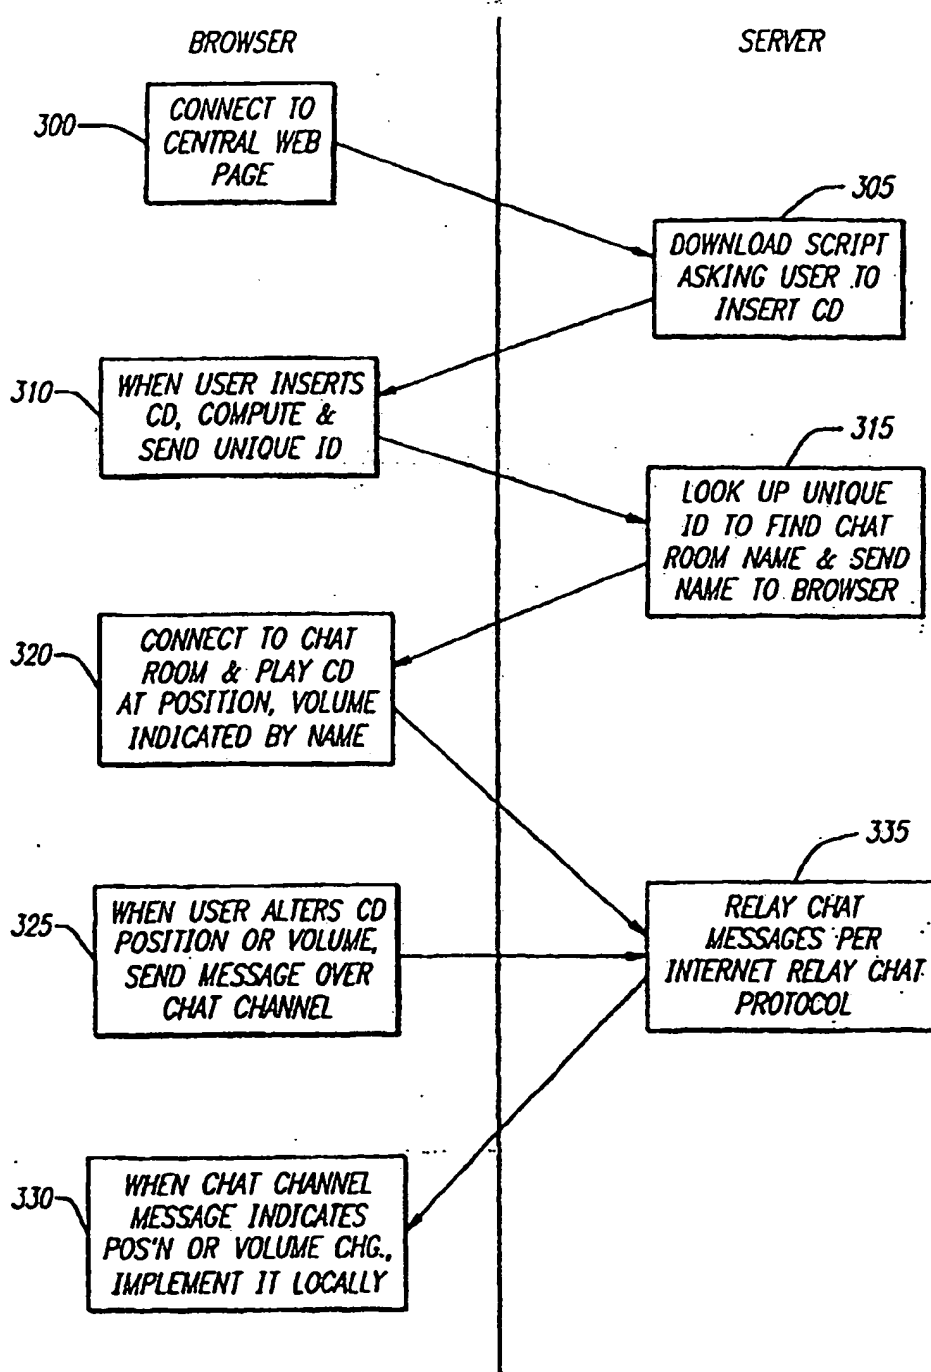 BROWSER
SERVER
300
CONNECT TO
CENTRAL WEB
PAGE
305
DOWNLOAD SCRIPT
ASKING USER TO
INSERT CD
310
WHEN USER INSERTS
CD, COMPUTE &
SEND UNIQUE ID
315
LOOK UP UNIQUE
ID TO FIND CHAT
ROOM NAME & SEND
NAME TO BROWSER
320
CONNECT TO CHAT
ROOM & PLAY CD
AT POSITION, VOLUME
INDICATED BY NAME
325
WHEN USER ALTERS CD
POSITION OR VOLUME,
SEND MESSAGE OVER
CHAT CHANNEL
335
RELAY CHAT
MESSAGES PER
INTERNET RELAY CHAT
PROTOCOL
330
WHEN CHAT CHANNEL
MESSAGE INDICATES
POS'N OR VOLUME CHG.,
IMPLEMENT IT LOCALLY